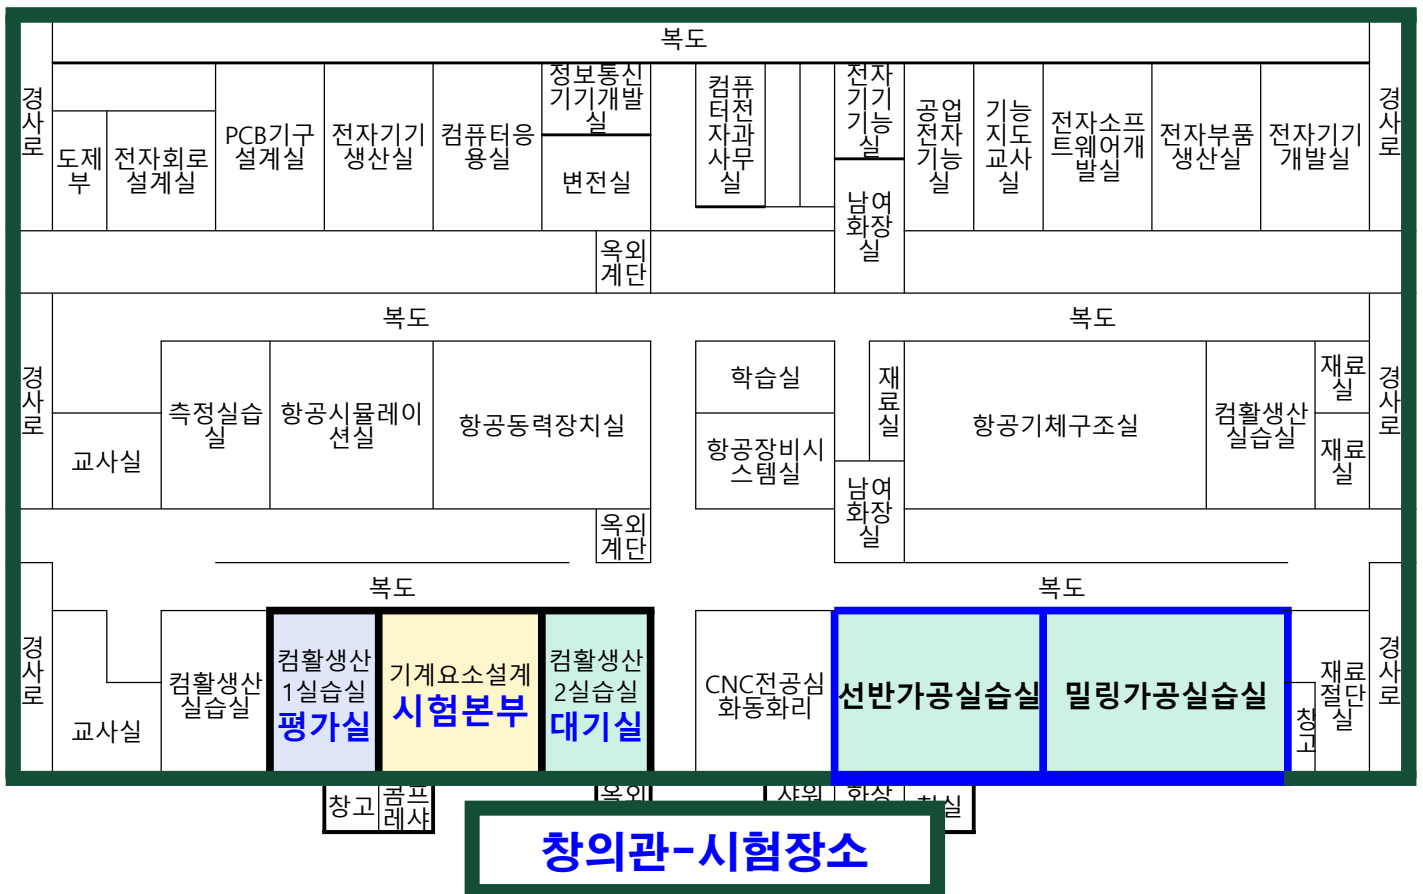 복도
경사로
도제
부
전자회로
설계실
PCB기구
설계실
전자기기
생산실
컴퓨터응
용실
정보통신
기기개발
실
변전실
컴퓨
터전
자과
사무
실
전자
기기
기능
실
남여
화장
실
공업
전자
기능
실
기능
지도
교사
실
전자소프
트웨어개
발실
전자부품
생산실
전자기기
개발실
경사로
옥외
계단
복도
복도
경사로
교사실
측정실습
실
항공시뮬레이
션실
항공동력장치실
학습실
항공장비시
스템실
재료실
남여
화장
실
항공기체구조실
컴활생산
실습실
재료
실
재료
실
경사로
옥외
계단
복도
복도
경사로
교사실
컴활생산
실습실
컴활생산
1실습실
평가실
기계요소설계
시험본부
컴활생산
2실습실
대기실
CNC전공심
화동화리
선반가공실습실
밀링가공실습실
창고
재료
절단
실
경사로
창고
콤프
레샤
옥외
샤워
화장
실
창의관-시험장소